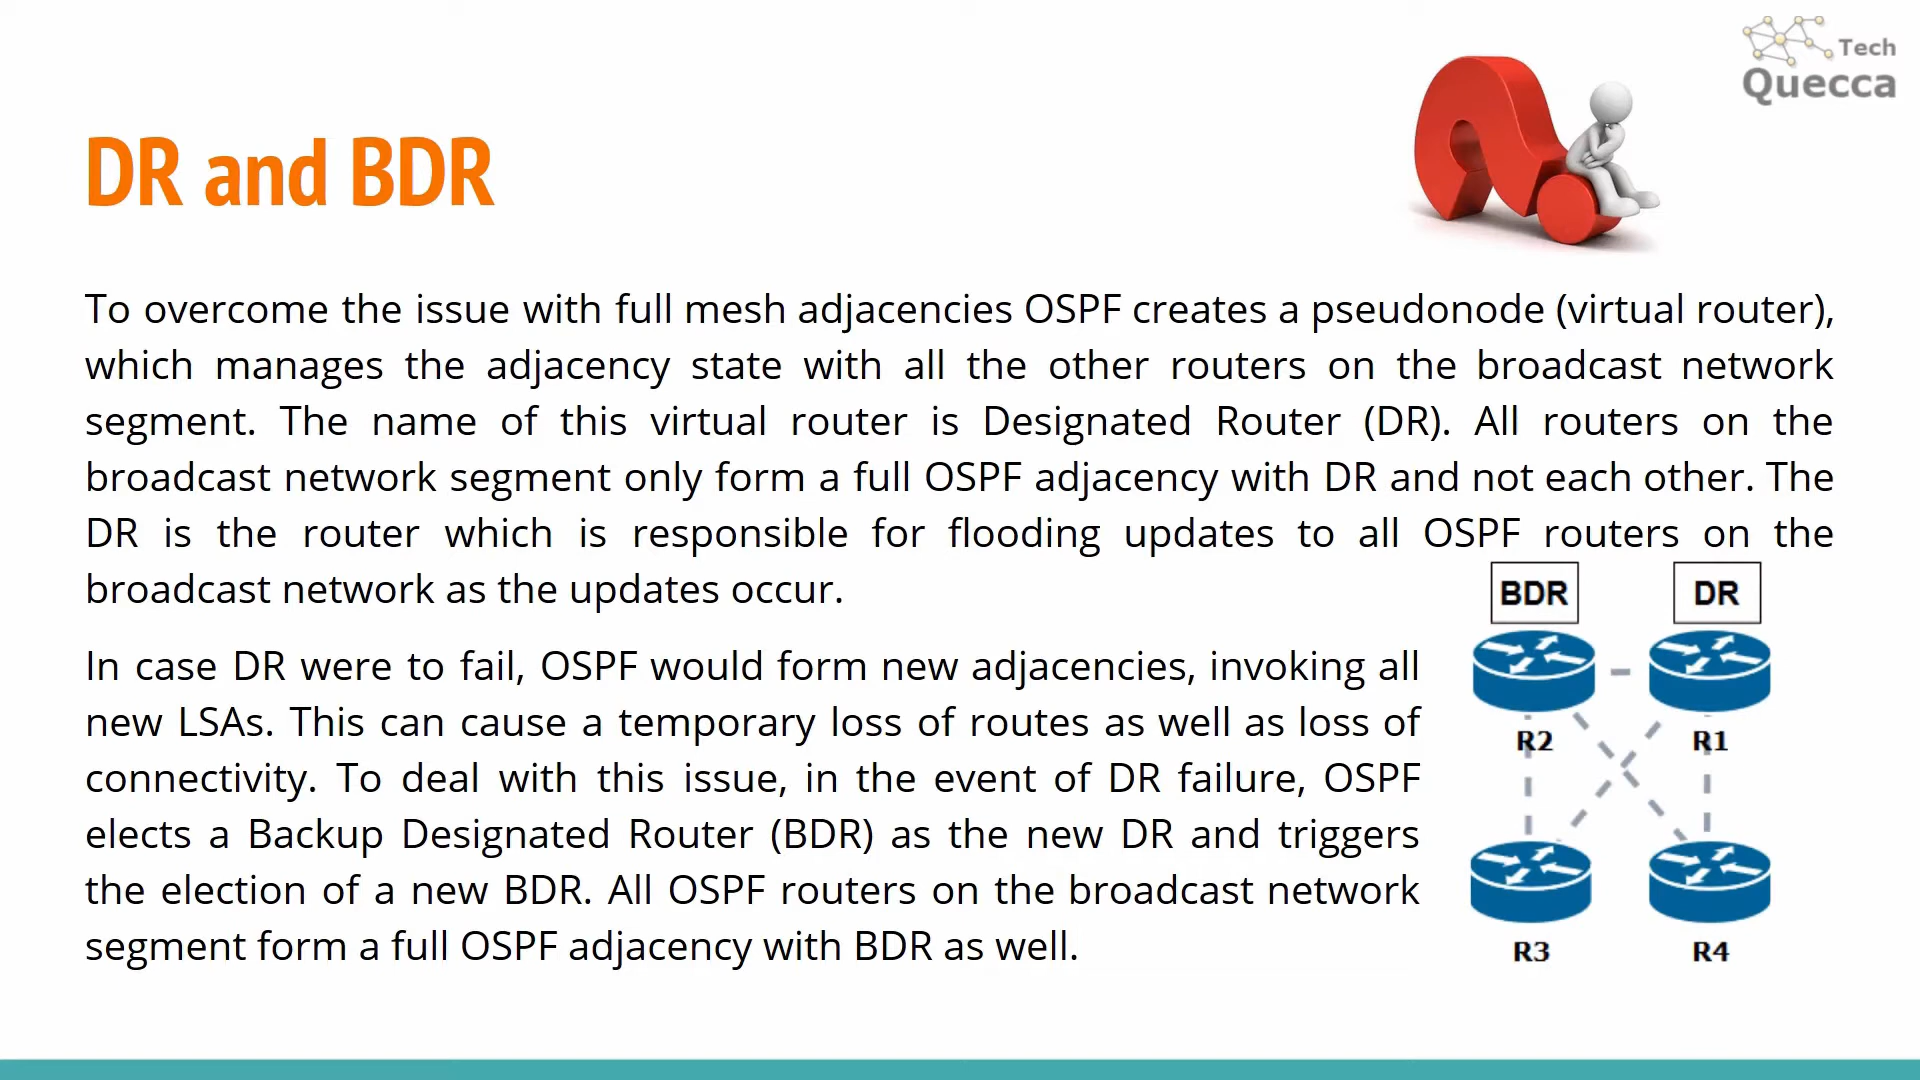 Tech
Quecca
DR and BDR
To overcome the issue with full mesh adjacencies OSPF creates a pseudonode (virtual router),
which manages the adjacency state with all the other routers on the broadcast network
segment. The name of this virtual router is Designated Router (DR). All routers on the
broadcast network segment only form a full OSPF adjacency with DR and not each other. The
DR is the router which is responsible for flooding updates to all OSPF routers on the
broadcast network as the updates occur.
In case DR were to fail, OSPF would form new adjacencies, invoking all
new LSAs. This can cause a temporary loss of routes as well as loss of
connectivity. To deal with this issue, in the event of DR failure, OSPF
elects a Backup Designated Router (BDR) as the new DR and triggers
the election of a new BDR. All OSPF routers on the broadcast network
segment form a full OSPF adjacency with BDR as well.
BDR
DR
R2
R1
R3
R4